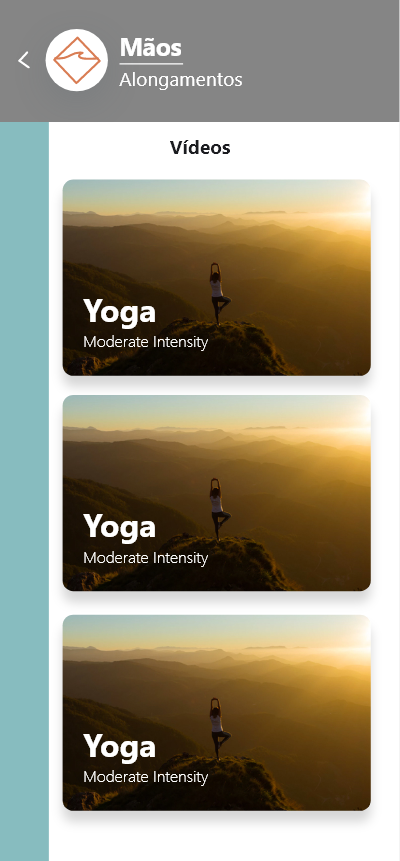 Mãos
Alongamentos
Vídeos
Yoga
Moderate Intensity
Yoga
Moderate Intensity
Yoga
Moderate Intensity